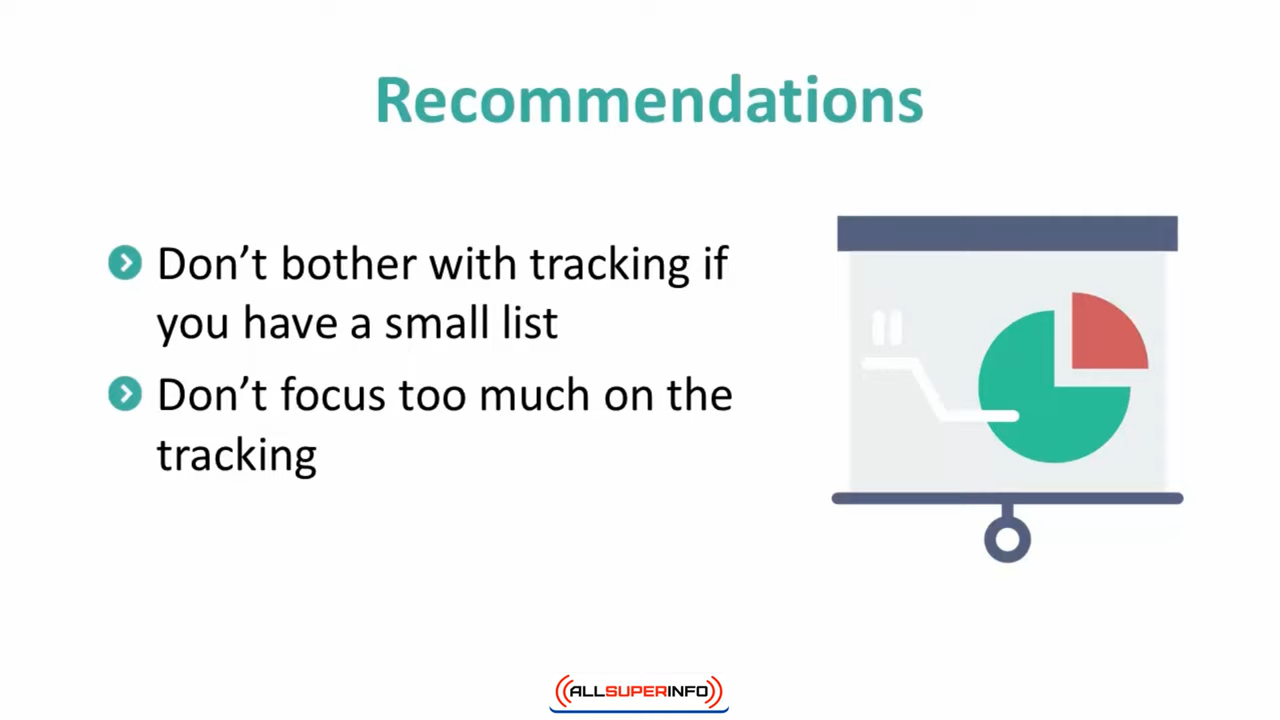 Recommendations
Don’t bother with tracking if
you have a small list
Don’t focus too much on the
tracking
ALLSUPERINFO